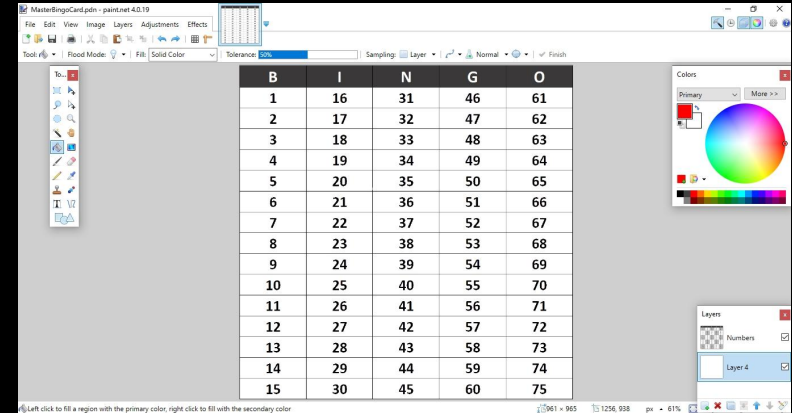 MasterBingoCard.pdn - paint.net 4.0.19
File Edit View Image Layers Adjustments Effects
Tool: Flood Mode: Fill: Solid Color Tolerance: 50% Sampling: Layer Normal Finish
To...
Colors
Primary More >>
B I N G O
1 16 31 46 61
2 17 32 47 62
3 18 33 48 63
4 19 34 49 64
5 20 35 50 65
6 21 36 51 66
7 22 37 52 67
8 23 38 53 68
9 24 39 54 69
10 25 40 55 70
11 26 41 56 71
12 27 42 57 72
13 28 43 58 73
14 29 44 59 74
15 30 45 60 75
Layers
Numbers
Layer 4
Left click to fill a region with the primary color, right click to fill with the secondary color 961 × 965 1256, 938 px 61%